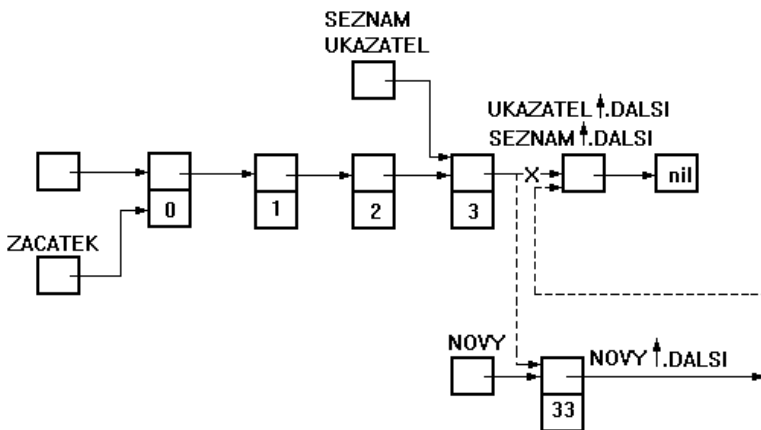 SEZNAM
UKAZATEL
UKAZATEL↑.DALSI
SEZNAM↑.DALSI
X
nil
0
1
2
3
ZACATEK
NOVY
NOVY↑.DALSI
33